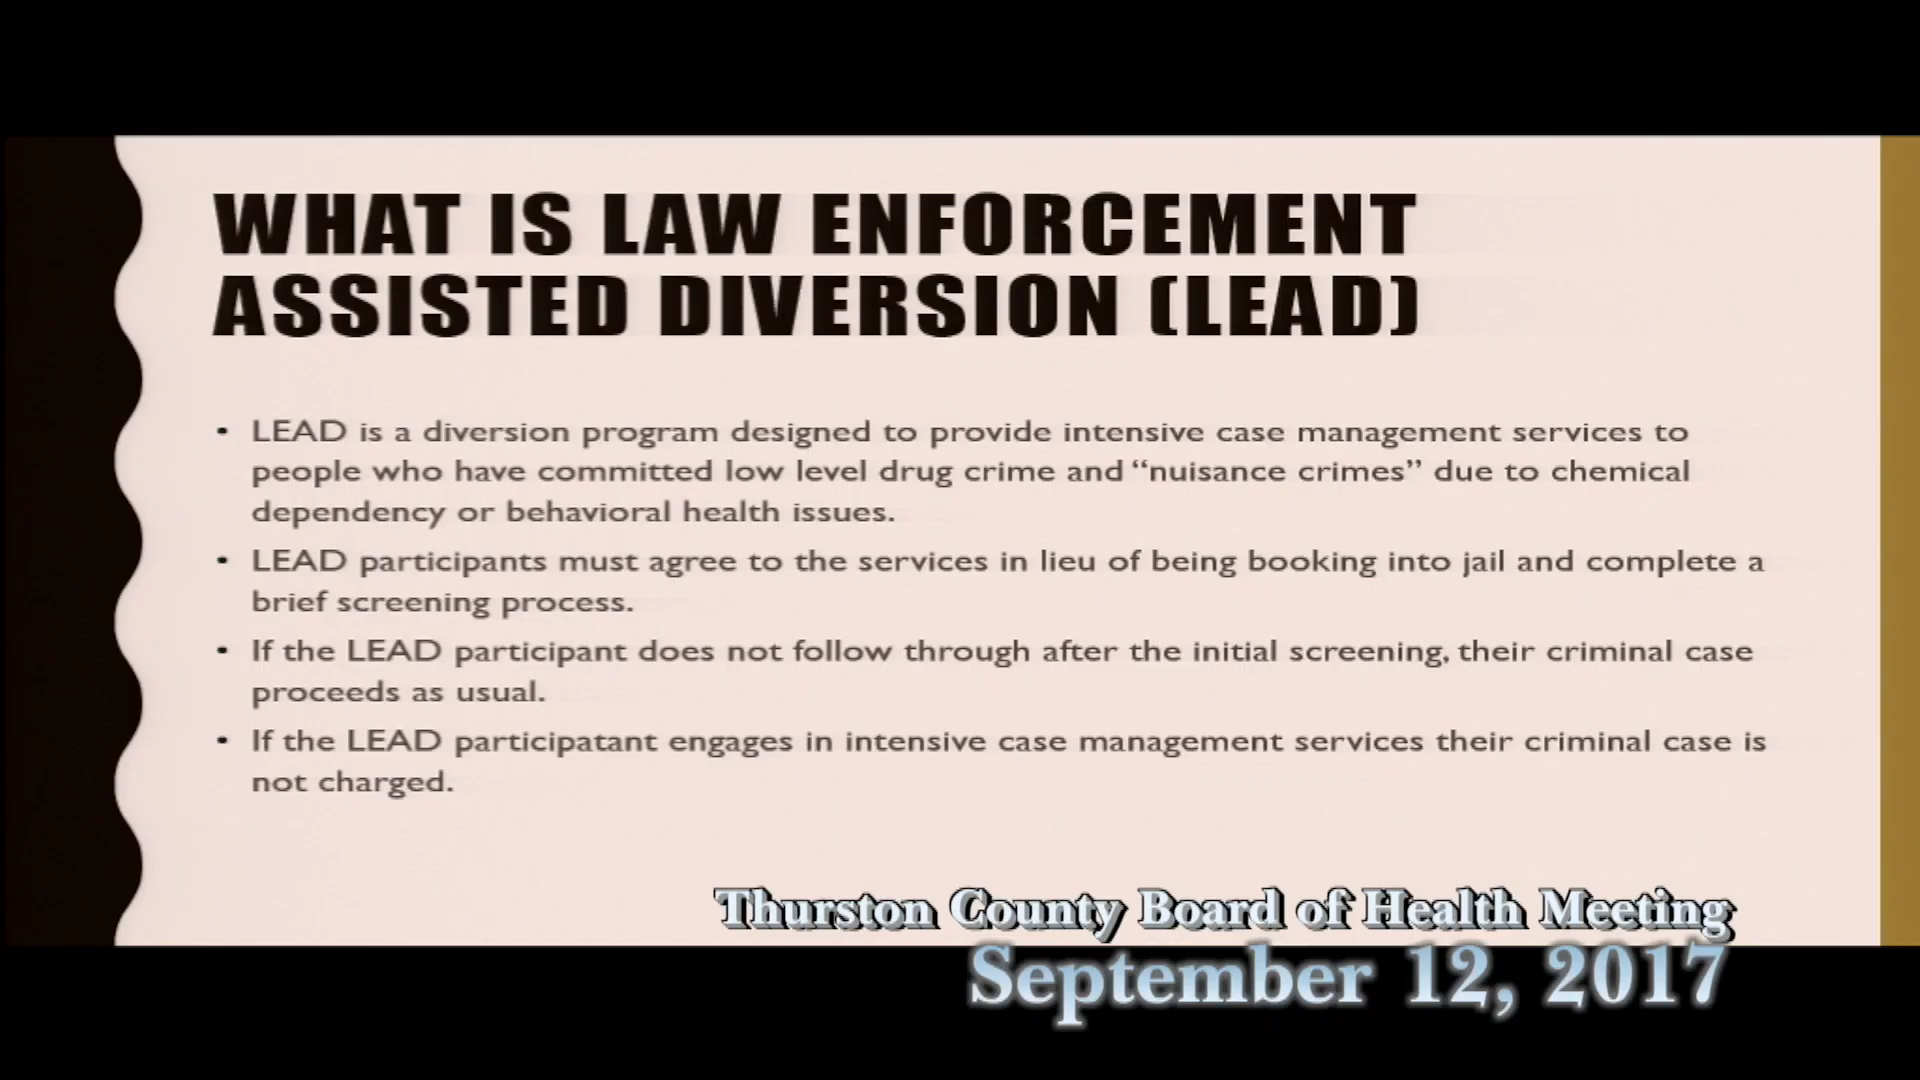 WHAT IS LAW ENFORCEMENT
ASSISTED DIVERSION (LEAD)
• LEAD is a diversion program designed to provide intensive case management services to
people who have committed low level drug crime and “nuisance crimes” due to chemical
dependency or behavioral health issues.
• LEAD participants must agree to the services in lieu of being booking into jail and complete a
brief screening process.
• If the LEAD participant does not follow through after the initial screening, their criminal case
proceeds as usual.
• If the LEAD participatant engages in intensive case management services their criminal case is
not charged.
Thurston County Board of Health Meeting
September 12, 2017